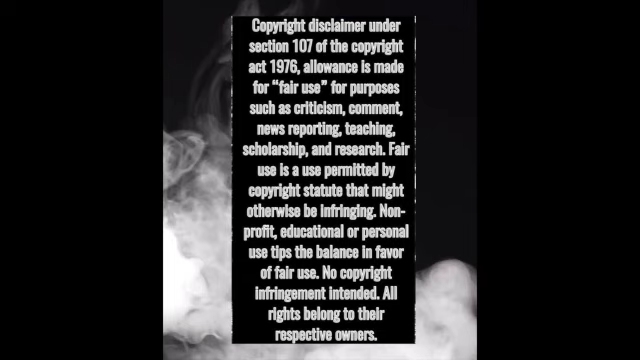 Copyright disclaimer under
section 107 of the copyright
act 1976, allowance is made
for “fair use” for purposes
such as criticism, comment,
news reporting, teaching,
scholarship, and research. Fair
use is a use permitted by
copyright statute that might
otherwise be infringing. Non-
profit, educational or personal
use tips the balance in favor
of fair use. No copyright
infringement intended. All
rights belong to their
respective owners.